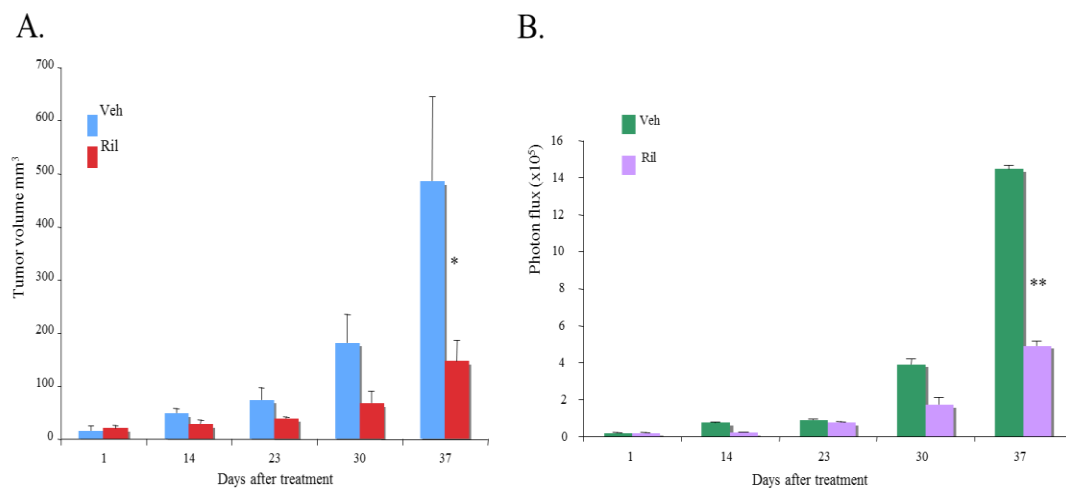 A.
Tumor volume mm³
700
600
500
400
300
200
100
0
Veh
Ril
*
1 14 23 30 37
Days after treatment
B.
Photon flux (x10⁵)
16
14
12
10
8
6
4
2
0
Veh
Ril
**
1 14 23 30 37
Days after treatment